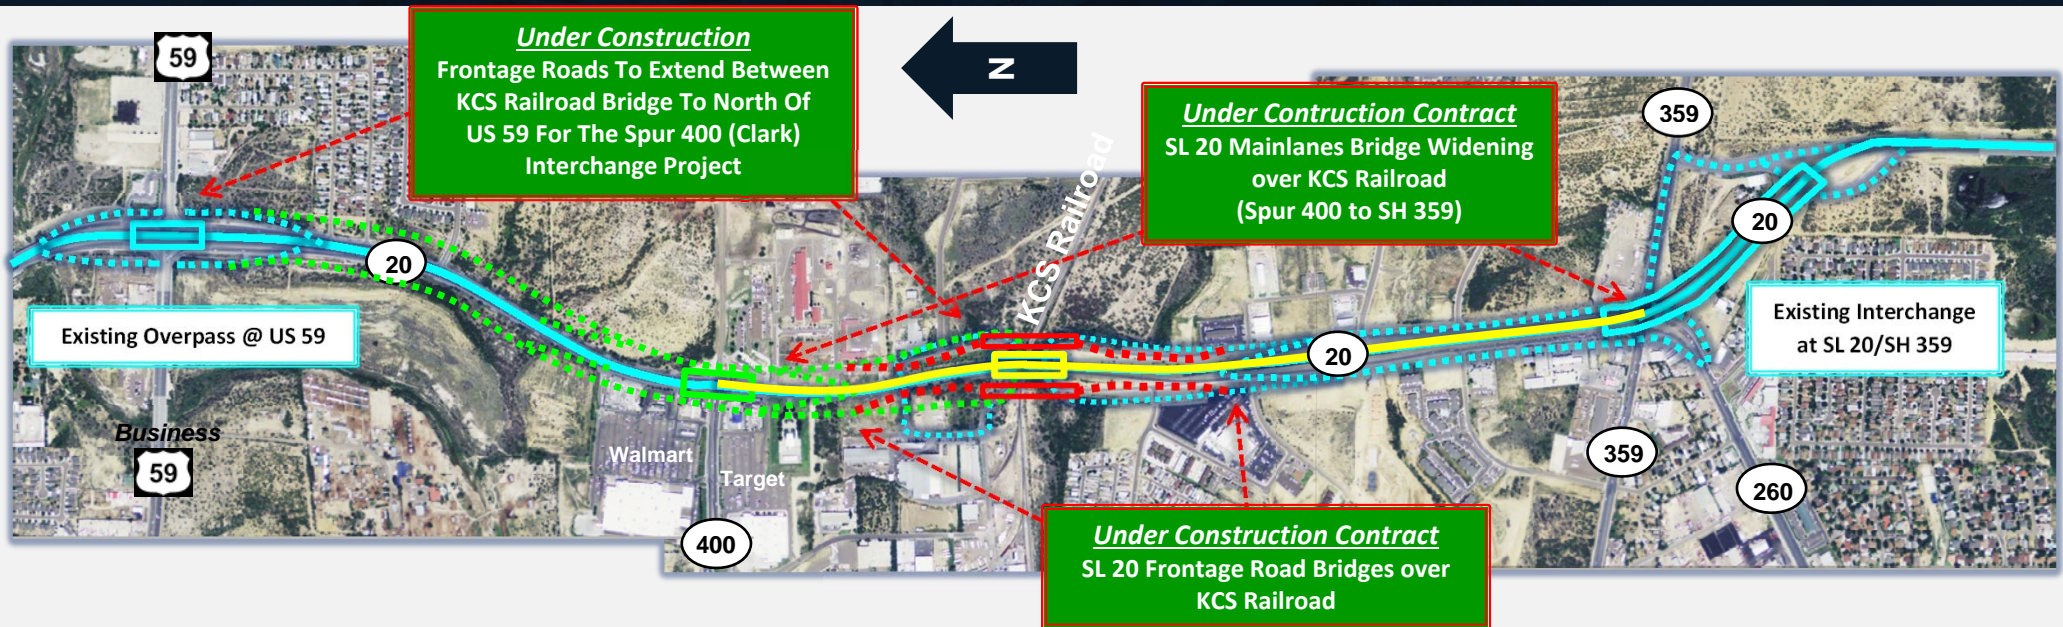 59
Under Construction
Frontage Roads To Extend Between
KCS Railroad Bridge To North Of
US 59 For The Spur 400 (Clark)
Interchange Project
N
Under Contruction Contract
SL 20 Mainlanes Bridge Widening
over KCS Railroad
(Spur 400 to SH 359)
359
KCS Railroad
20
20
20
Existing Overpass @ US 59
Existing Interchange
at SL 20/SH 359
Business
59
Walmart
Target
400
359
260
Under Construction Contract
SL 20 Frontage Road Bridges over
KCS Railroad